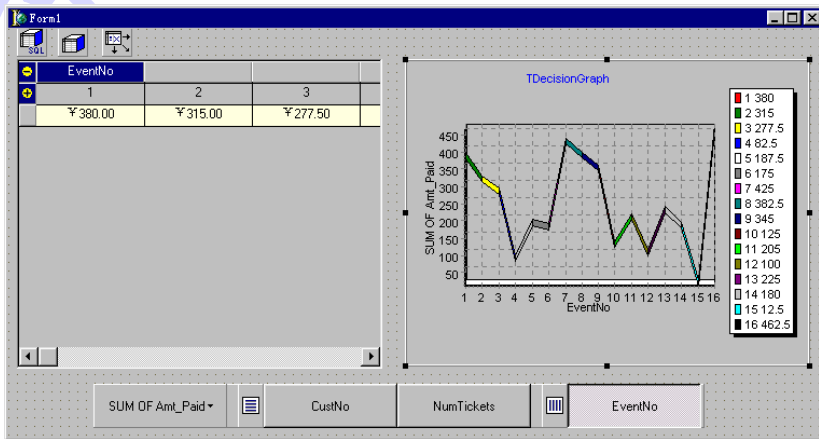 Form1
SQL
EventNo
1 2 3
¥380.00 ¥315.00 ¥277.50
TDecisionGraph
SUM OF Amt_Paid
450
400
350
300
250
200
150
100
50
1 2 3 4 5 6 7 8 9 10 11 12 13 14 15 16
EventNo
1 380
2 315
3 277.5
4 82.5
5 187.5
6 175
7 425
8 382.5
9 345
10 125
11 205
12 100
13 225
14 180
15 12.5
16 462.5
SUM OF Amt_Paid CustNo NumTickets EventNo